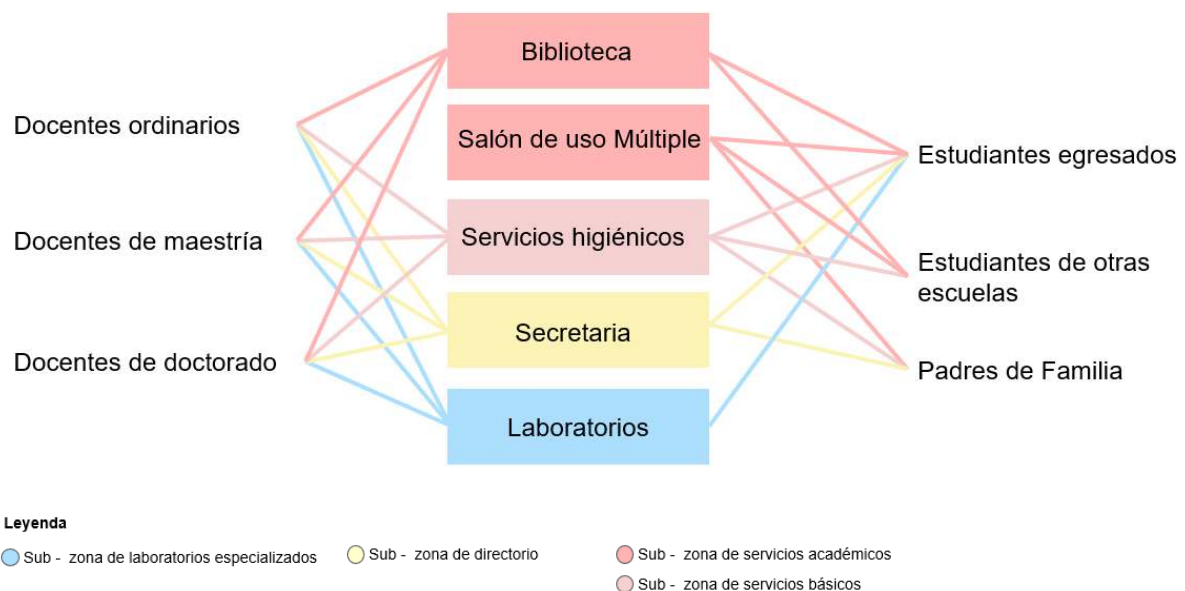 Biblioteca
Salón de uso Múltiple
Servicios higiénicos
Secretaria
Laboratorios
Docentes ordinarios
Docentes de maestría
Docentes de doctorado
Estudiantes egresados
Estudiantes de otras
escuelas
Padres de Familia
Leyenda
Sub - zona de laboratorios especializados
Sub - zona de directorio
Sub - zona de servicios académicos
Sub - zona de servicios básicos